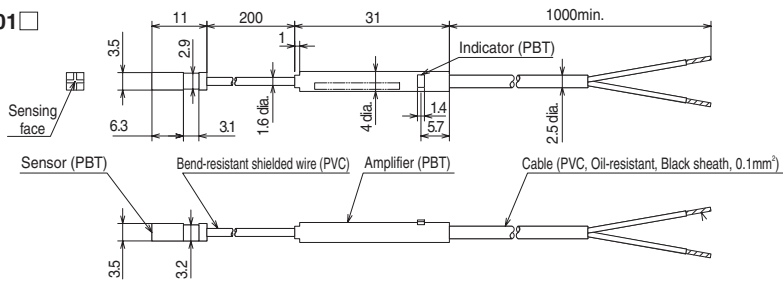 01□
11
200
31
1000min.
3.5
2.9
1
Indicator (PBT)
Sensing
face
6.3
3.1
1.6 dia.
4 dia.
1.4
5.7
2.5 dia.
Sensor (PBT)
Bend-resistant shielded wire (PVC)
Amplifier (PBT)
Cable (PVC, Oil-resistant, Black sheath, 0.1mm²)
3.5
3.2